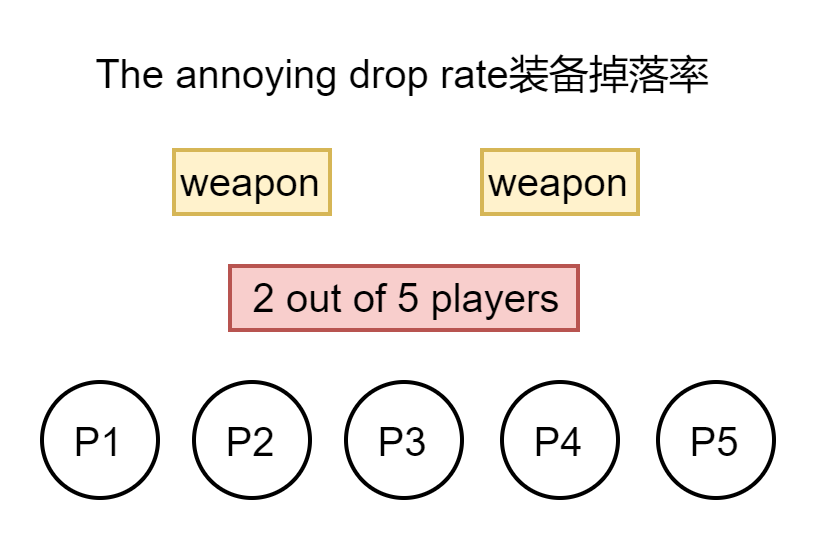 The annoying drop rate装备掉落率
weapon weapon
2 out of 5 players
P1 P2 P3 P4 P5